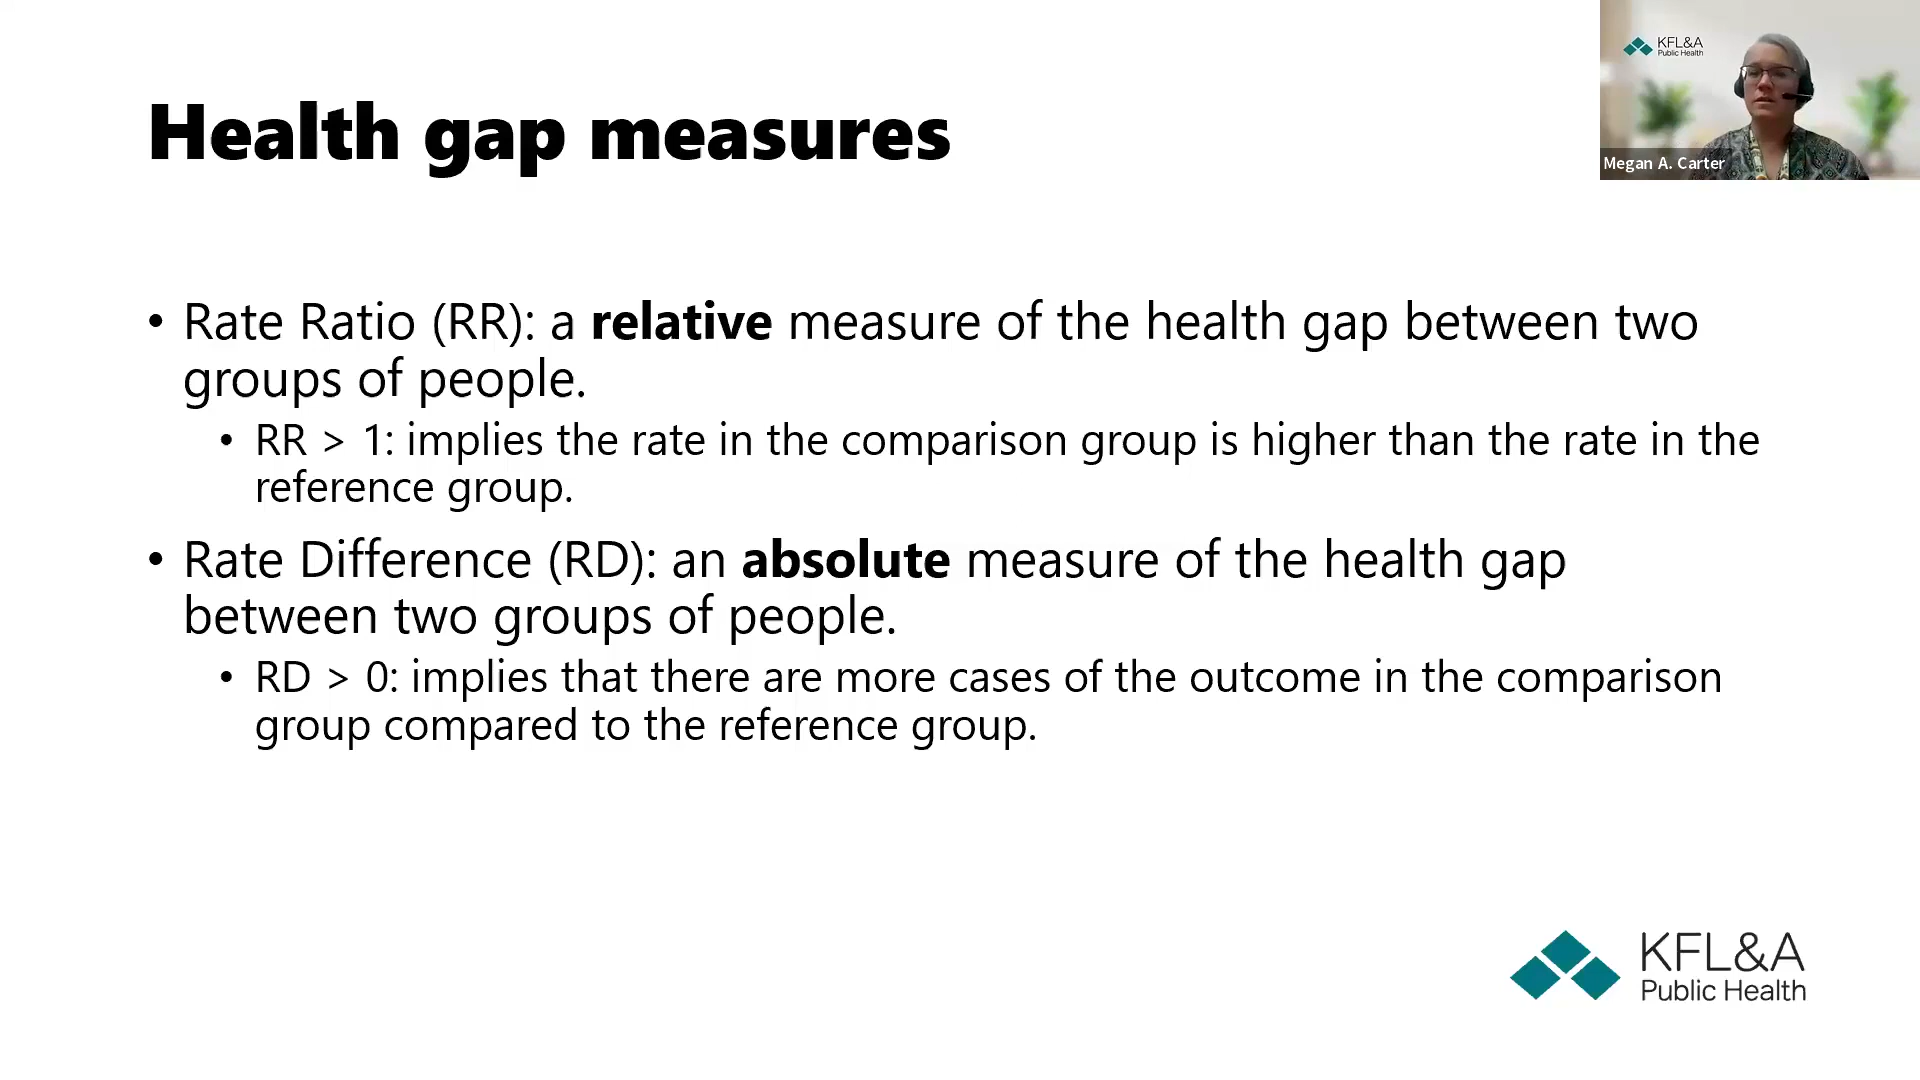 Health gap measures
KFL&A
Public Health
Megan A. Carter
• Rate Ratio (RR): a relative measure of the health gap between two
groups of people.
• RR > 1: implies the rate in the comparison group is higher than the rate in the
reference group.
• Rate Difference (RD): an absolute measure of the health gap
between two groups of people.
• RD > 0: implies that there are more cases of the outcome in the comparison
group compared to the reference group.
KFL&A
Public Health